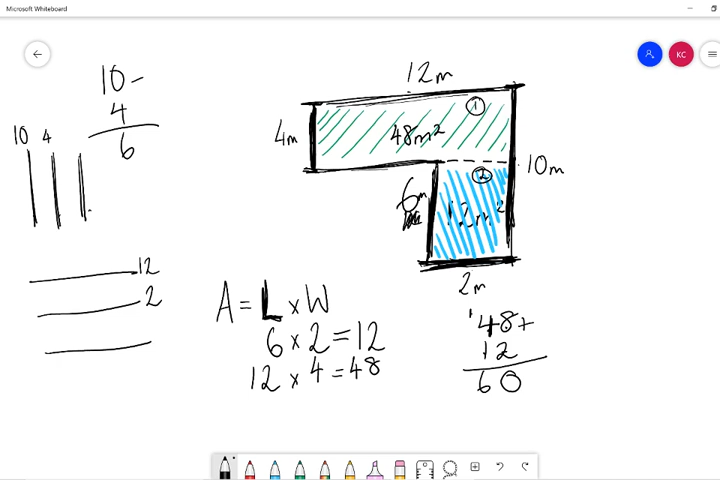 Microsoft Whiteboard
KC
10 -
4
6
10 4
12
2
12m
4m
1
48m²
10m
2
6m
12m²
2m
A = L x W
6 x 2 = 12
12 x 4 = 48
1
48+
12
60